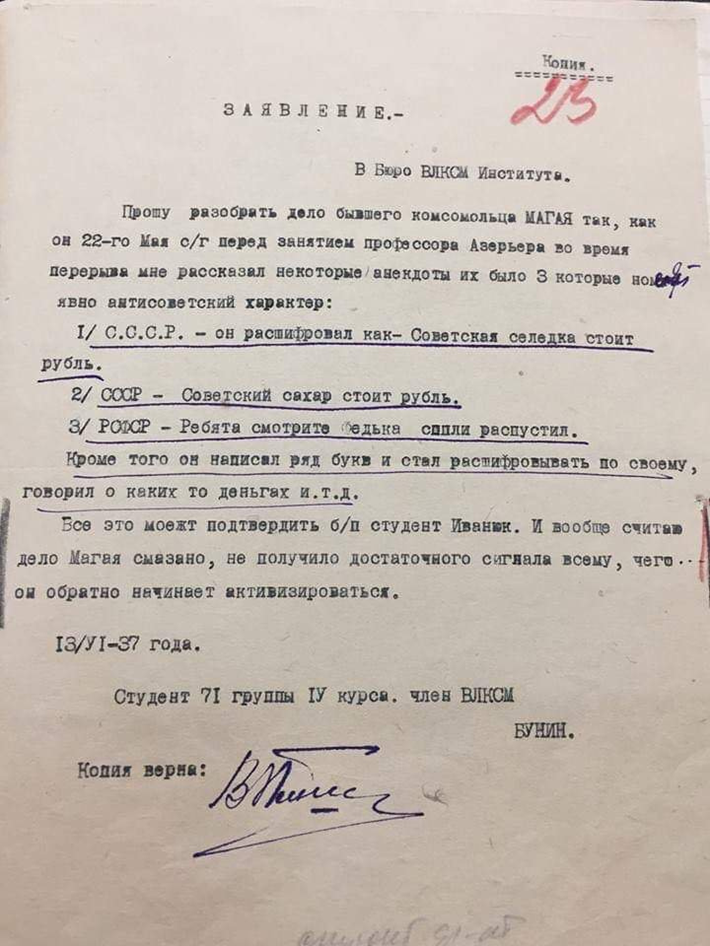 Копия.
23
ЗАЯВЛЕНИЕ.-
В Бюро ВЛКСМ Института.
Прошу разобрать дело бывшего комсомольца МАГАЯ так, как
он 22-го Мая с/г перед занятием профессора Азерьера во время
перерыва мне рассказал некоторые анекдоты их было 3 которые
явно антисоветский характер:
1/ С.С.С.Р. - он расшифровал как- Советская селедка стоит
рубль.
2/ СССР - Советский сахар стоит рубль.
3/ РСФСР - Ребята смотрите Федька сопли распустил.
Кроме того он написал ряд букв и стал расшифровывать по своему,
говорил о каких то деньгах и.т.д.
Все это моежт подтвердить б/п студент Иванюк. И вообще считаю
дело Магая смазано, не получило достаточного сигнала всему, чего
он обратно начинает активизироваться.
13/УI-37 года.
Студент 71 группы IУ курса. член ВЛКСМ
БУНИН.
Копия верна: